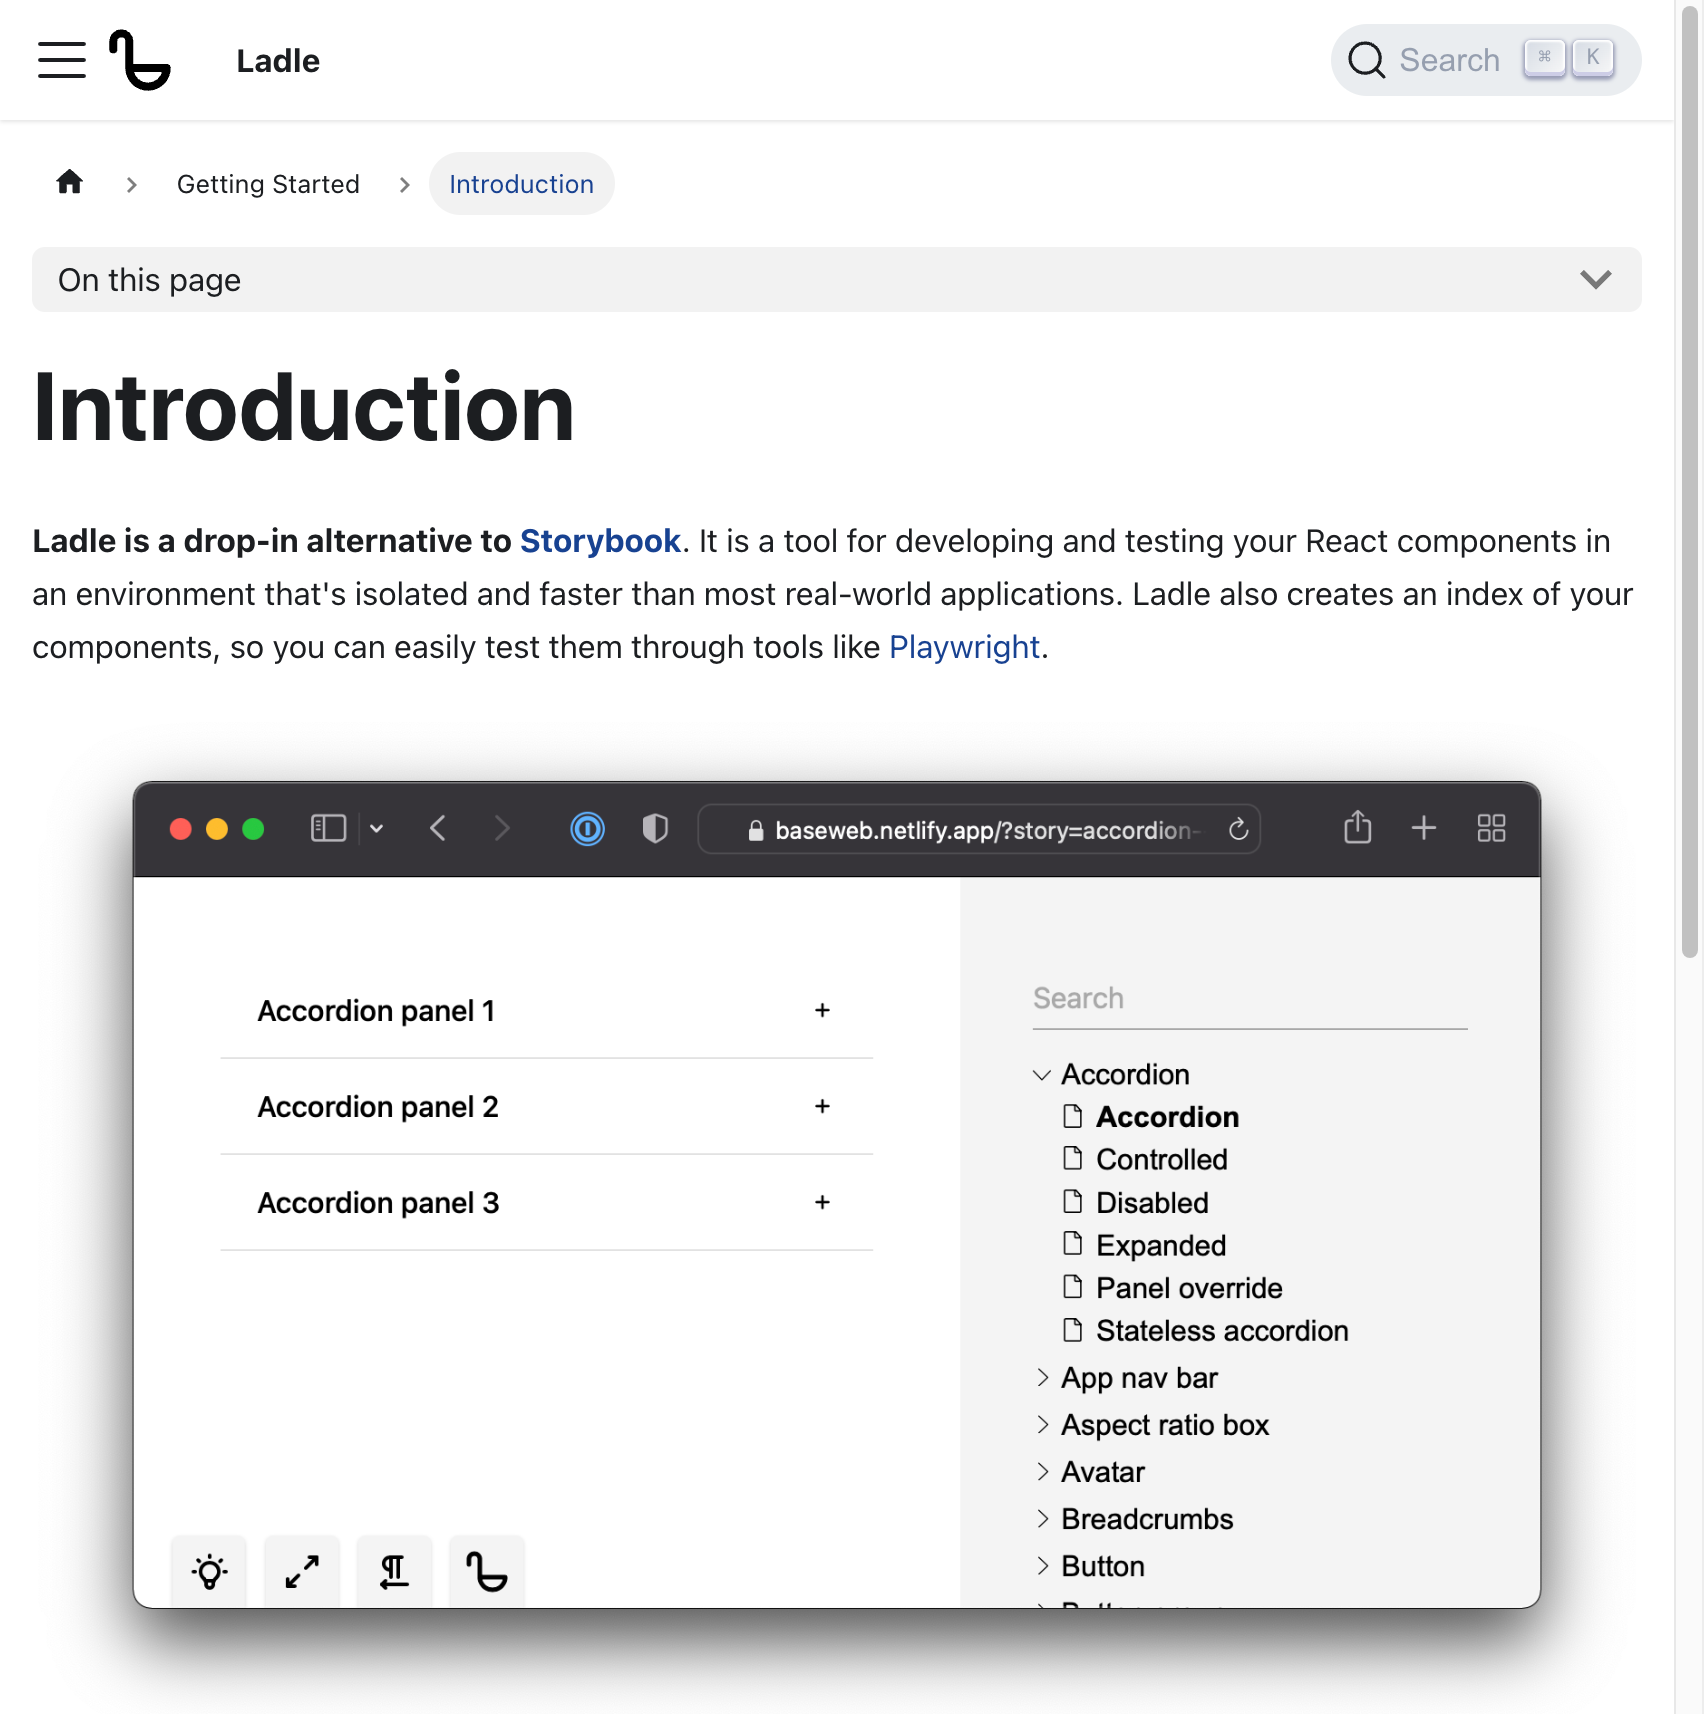 Ladle
Search ⌘ K
Getting Started
Introduction
On this page
Introduction
Ladle is a drop-in alternative to Storybook. It is a tool for developing and testing your React components in
an environment that's isolated and faster than most real-world applications. Ladle also creates an index of your
components, so you can easily test them through tools like Playwright.
baseweb.netlify.app/?story=accordion-
Accordion panel 1 +
Accordion panel 2 +
Accordion panel 3 +
Search
Accordion
Accordion
Controlled
Disabled
Expanded
Panel override
Stateless accordion
App nav bar
Aspect ratio box
Avatar
Breadcrumbs
Button